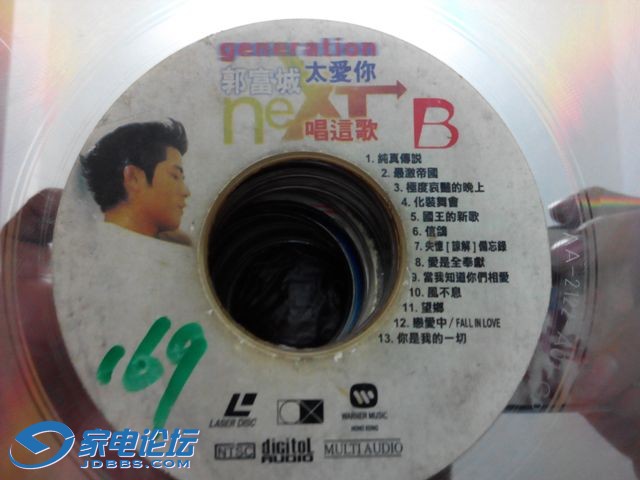 generation
郭富城 太愛你
neXT
唱這歌
B
1. 純真傳説
2. 最激帝國
3. 極度哀豔的晚上
4. 化裝舞會
5. 國王的新歌
6. 信鴿
7. 失憶 [諒解] 備忘錄
8. 愛是全奉獻
9. 當我知道你們相愛
10. 風不息
11. 望鄉
12. 戀愛中 / FALL IN LOVE
13. 你是我的一切
169
LASER DISC
WARNER MUSIC
HONG KONG
NTSC digital AUDIO MULTI AUDIO
家电论坛
JDBBS.COM